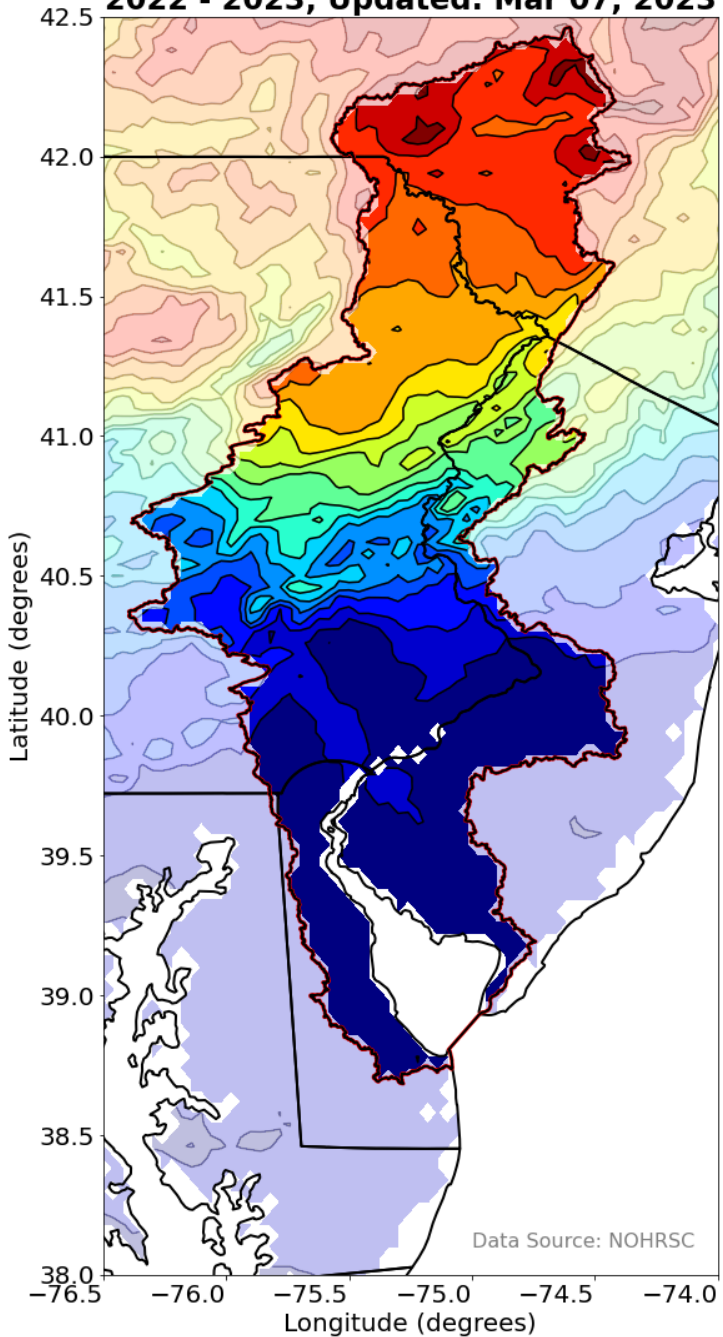 2022 - 2023, Updated: Mar 07, 2023
42.5
42.0
41.5
41.0
40.5
40.0
39.5
39.0
38.5
38.0
Latitude (degrees)
−76.5 −76.0 −75.5 −75.0 −74.5 −74.0
Longitude (degrees)
Data Source: NOHRSC